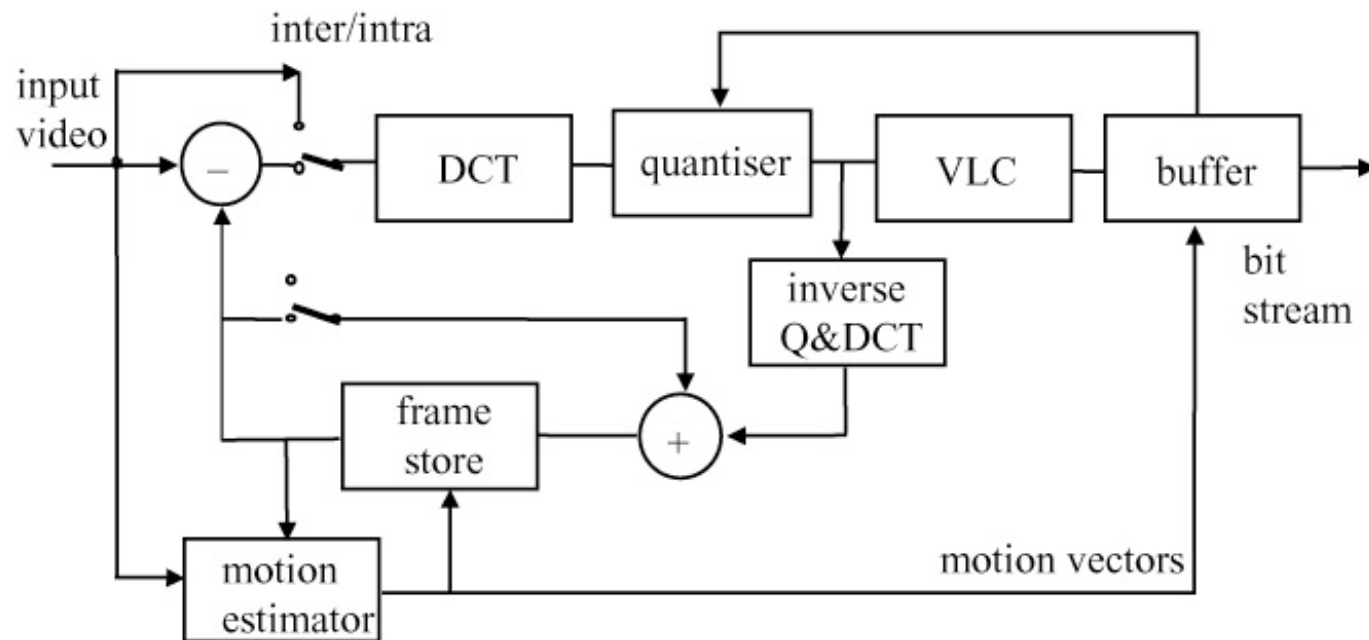 inter/intra
input
video
−
DCT
quantiser
VLC
buffer
inverse
Q&DCT
bit
stream
frame
store
+
motion
estimator
motion vectors